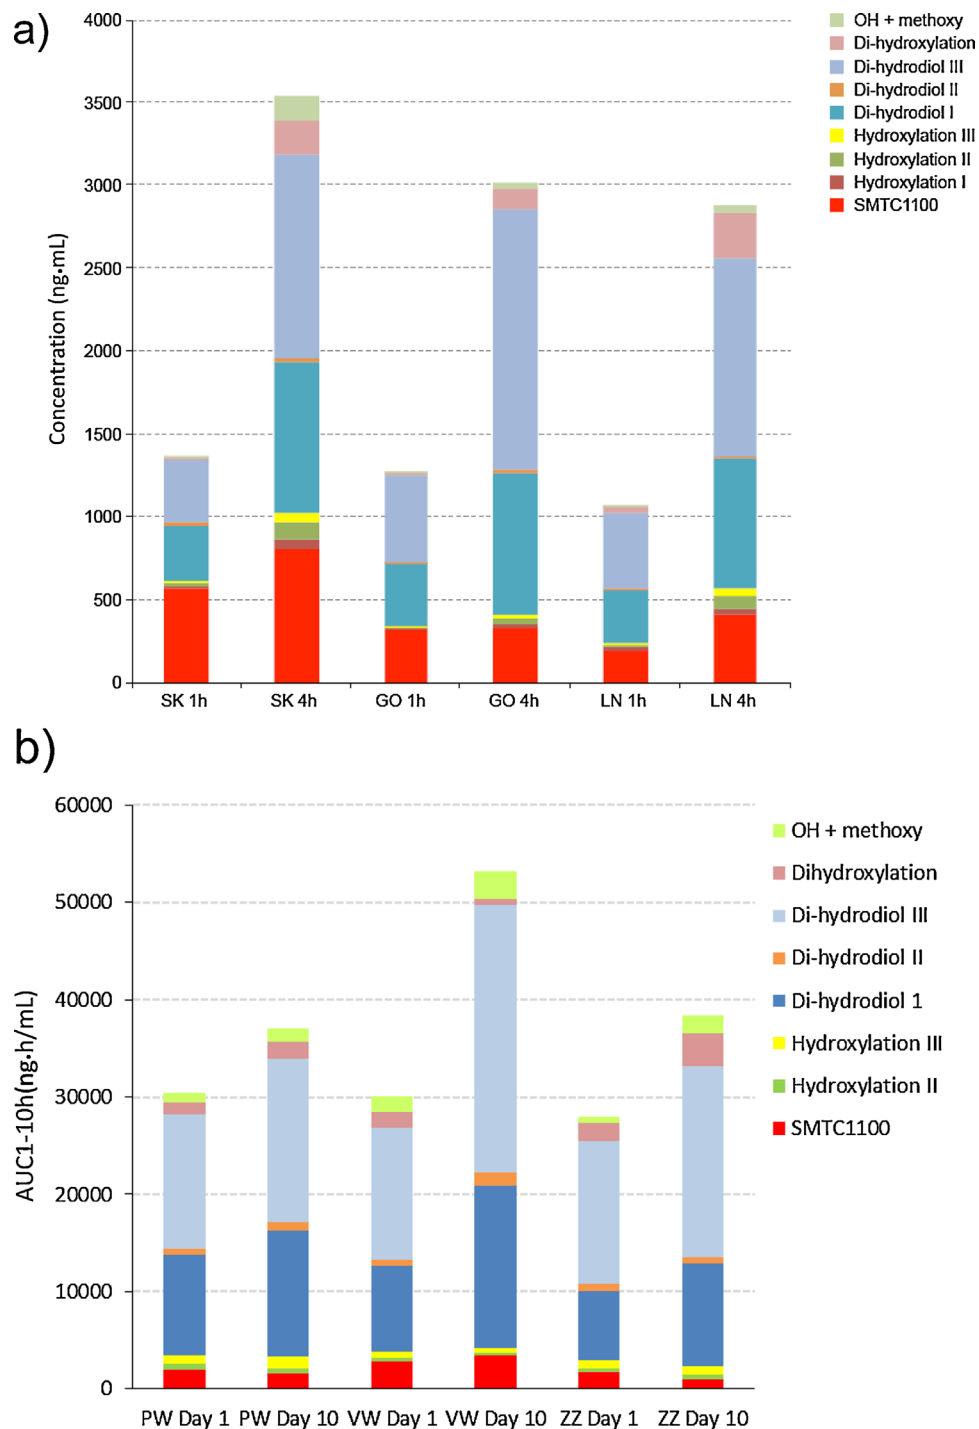 a)
4000
3500
3000
2500
2000
1500
1000
500
0
Concentration (ng•mL)
SK 1h
SK 4h
GO 1h
GO 4h
LN 1h
LN 4h
OH + methoxy
Di-hydroxylation
Di-hydrodiol III
Di-hydrodiol II
Di-hydrodiol I
Hydroxylation III
Hydroxylation II
Hydroxylation I
SMTC1100
b)
60000
50000
40000
30000
20000
10000
0
AUC1-10h(ng·h/mL)
PW Day 1
PW Day 10
VW Day 1
VW Day 10
ZZ Day 1
ZZ Day 10
OH + methoxy
Dihydroxylation
Di-hydrodiol III
Di-hydrodiol II
Di-hydrodiol 1
Hydroxylation III
Hydroxylation II
SMTC1100